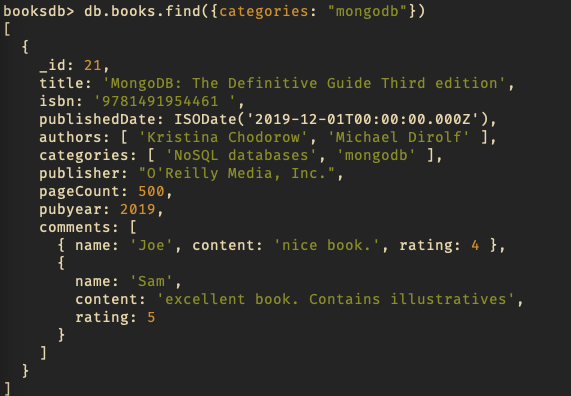 booksdb> db.books.find({categories: "mongodb"})
[
  {
    _id: 21,
    title: 'MongoDB: The Definitive Guide Third edition',
    isbn: '9781491954461 ',
    publishedDate: ISODate('2019-12-01T00:00:00.000Z'),
    authors: [ 'Kristina Chodorow', 'Michael Dirolf' ],
    categories: [ 'NoSQL databases', 'mongodb' ],
    publisher: "O'Reilly Media, Inc.",
    pageCount: 500,
    pubyear: 2019,
    comments: [
      { name: 'Joe', content: 'nice book.', rating: 4 },
      {
        name: 'Sam',
        content: 'excellent book. Contains illustratives',
        rating: 5
      }
    ]
  }
]